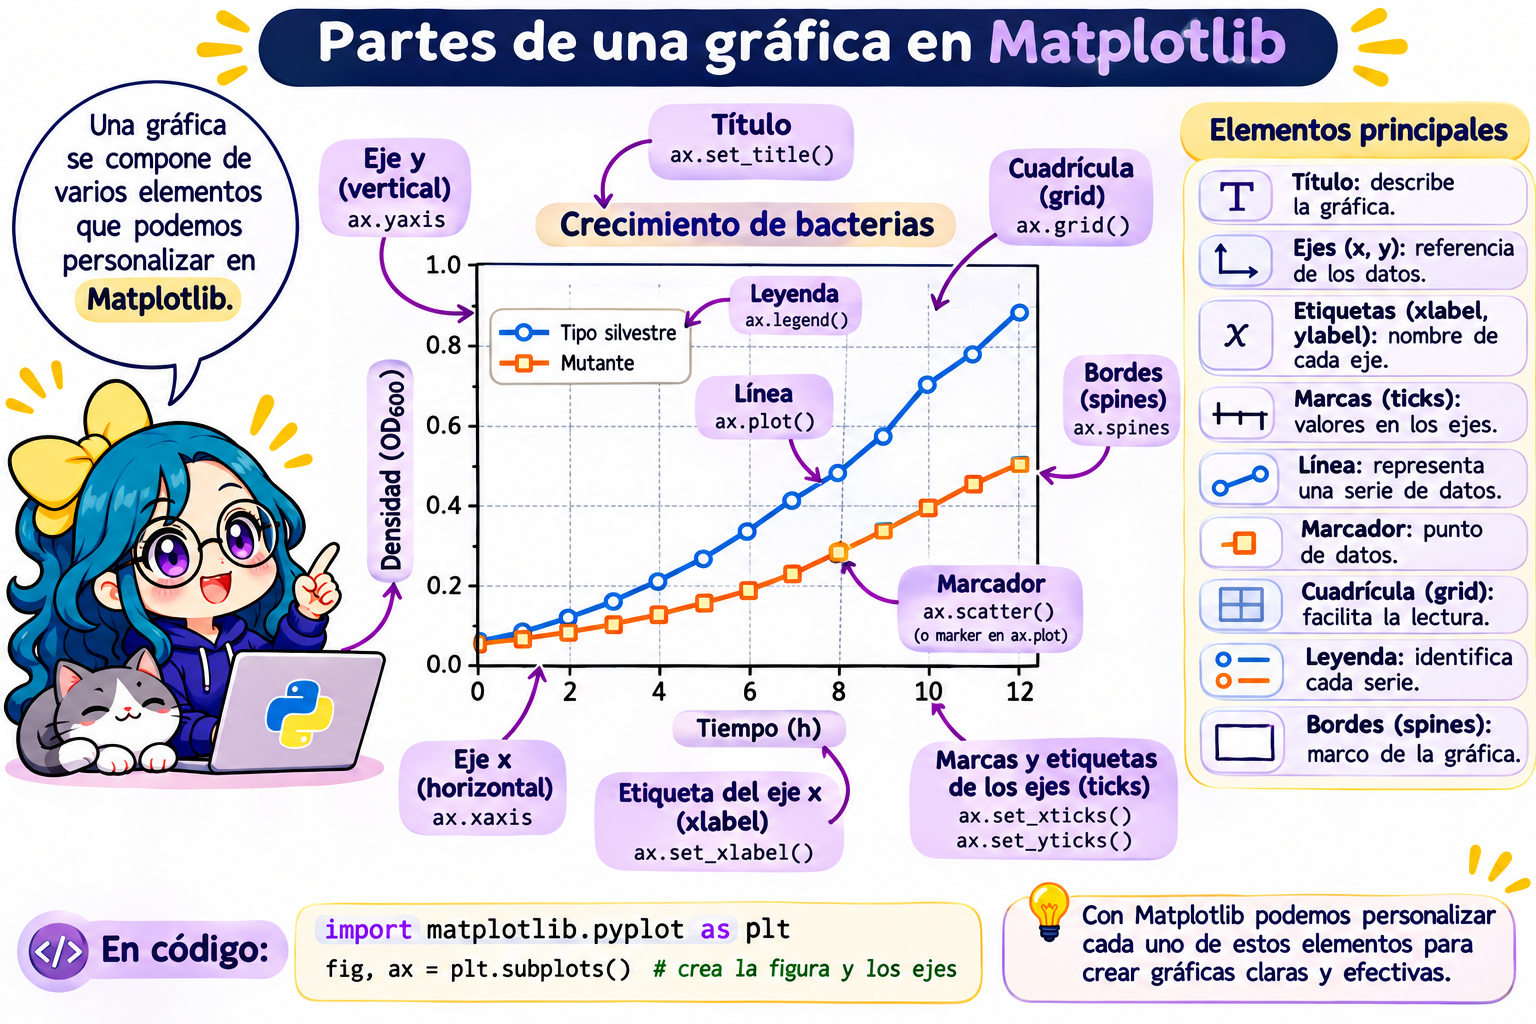 Partes de una gráfica en Matplotlib
Una gráfica
se compone de
varios elementos
que podemos
personalizar en
Matplotlib.
Eje y
(vertical)
ax.yaxis
Título
ax.set_title()
Cuadrícula
(grid)
ax.grid()
Crecimiento de bacterias
Leyenda
ax.legend()
Tipo silvestre
Mutante
Línea
ax.plot()
Bordes
(spines)
ax.spines
Marcador
ax.scatter()
(o marker en ax.plot)
Densidad (OD600)
1.0
0.8
0.6
0.4
0.2
0.0
0 2 4 6 8 10 12
Tiempo (h)
Eje x
(horizontal)
ax.xaxis
Etiqueta del eje x
(xlabel)
ax.set_xlabel()
Marcas y etiquetas
de los ejes (ticks)
ax.set_xticks()
ax.set_yticks()
Elementos principales
T
Título: describe
la gráfica.
Ejes (x, y): referencia
de los datos.
x
Etiquetas (xlabel,
ylabel): nombre de
cada eje.
Marcas (ticks):
valores en los ejes.
Línea: representa
una serie de datos.
Marcador: punto
de datos.
Cuadrícula (grid):
facilita la lectura.
Leyenda: identifica
cada serie.
Bordes (spines):
marco de la gráfica.
</> En código:
import matplotlib.pyplot as plt
fig, ax = plt.subplots() # crea la figura y los ejes
Con Matplotlib podemos personalizar
cada uno de estos elementos para
crear gráficas claras y efectivas.